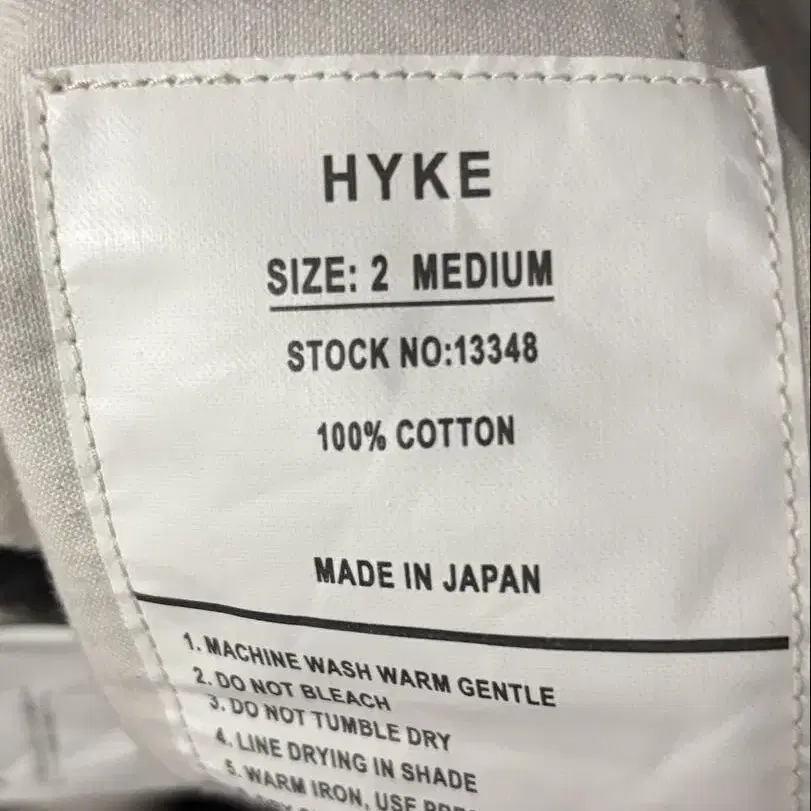 HYKE
SIZE: 2 MEDIUM
STOCK NO:13348
100% COTTON
MADE IN JAPAN
1. MACHINE WASH WARM GENTLE
2. DO NOT BLEACH
3. DO NOT TUMBLE DRY
4. LINE DRYING IN SHADE
5. WARM IRON, USE